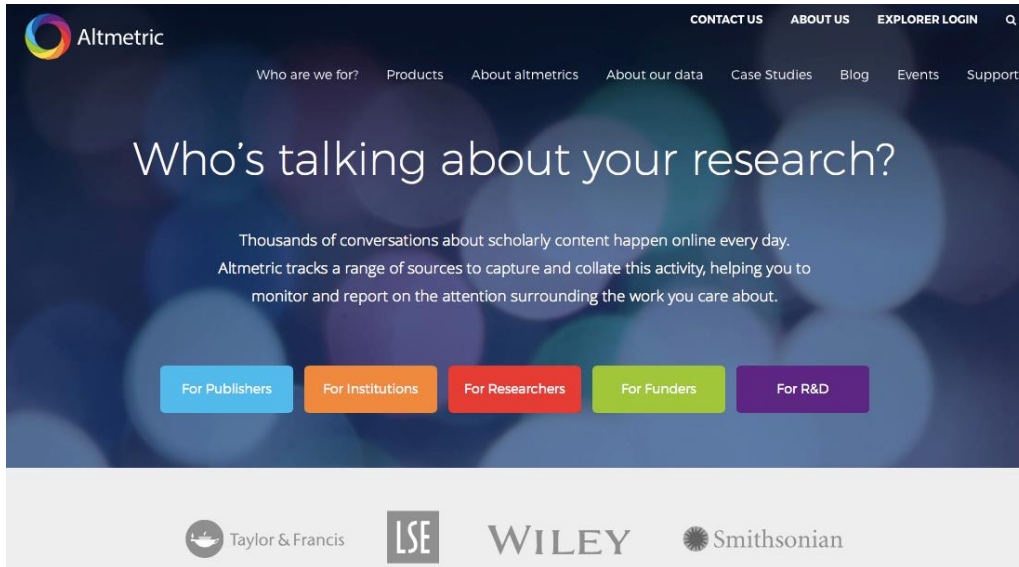 CONTACT US ABOUT US EXPLORER LOGIN
Altmetric
Who are we for? Products About altmetrics About our data Case Studies Blog Events Support
Who's talking about your research?
Thousands of conversations about scholarly content happen online every day.
Altmetric tracks a range of sources to capture and collate this activity, helping you to
monitor and report on the attention surrounding the work you care about.
For Publishers For Institutions For Researchers For Funders For R&D
Taylor & Francis LSE WILEY Smithsonian